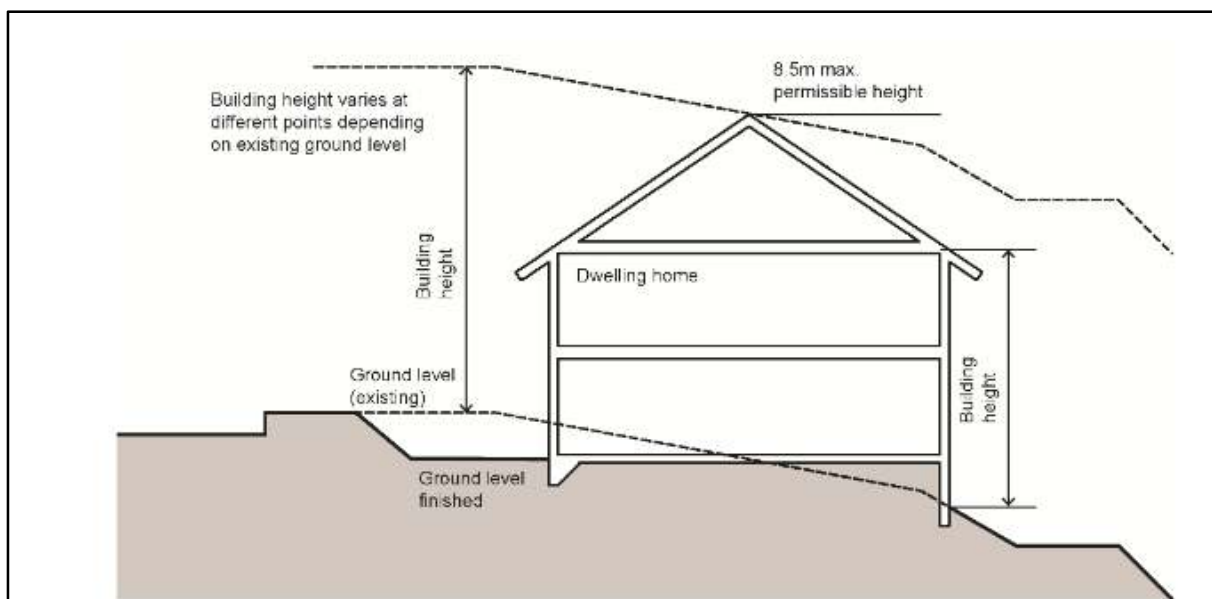 8.5m max.
permissible height
Building height varies at
different points depending
on existing ground level
Building
height
Dwelling home
Ground level
(existing)
Building
height
Ground level
finished